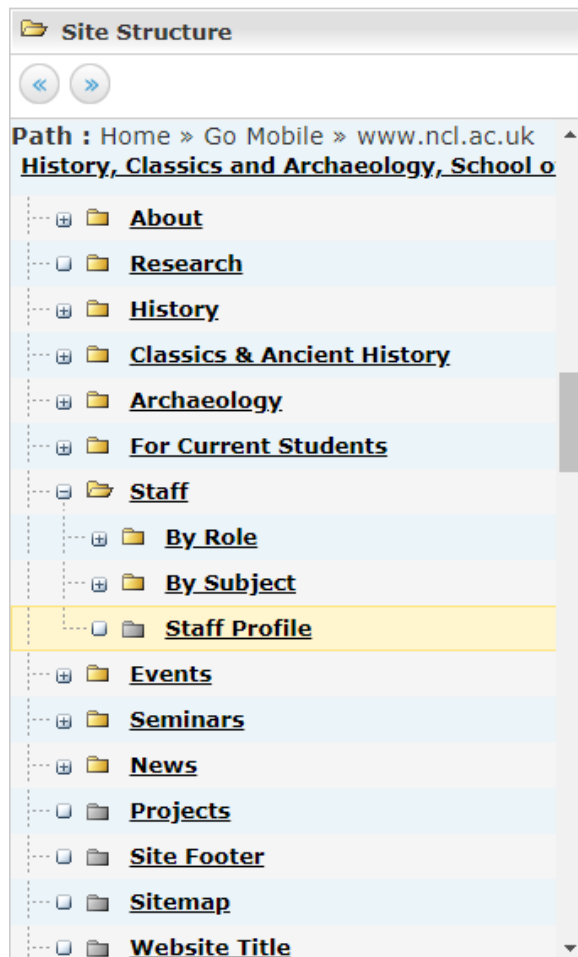 Site Structure
« »
Path : Home » Go Mobile » www.ncl.ac.uk
History, Classics and Archaeology, School o
About
Research
History
Classics & Ancient History
Archaeology
For Current Students
Staff
By Role
By Subject
Staff Profile
Events
Seminars
News
Projects
Site Footer
Sitemap
Website Title